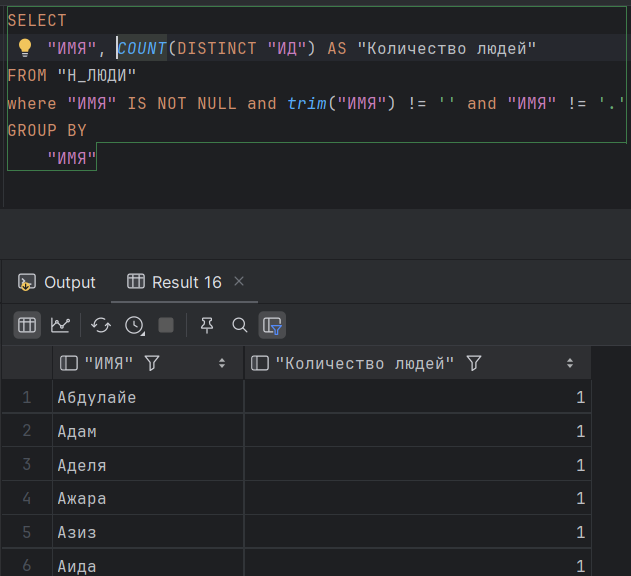 SELECT
"ИМЯ", COUNT(DISTINCT "ИД") AS "Количество людей"
FROM "Н_ЛЮДИ"
where "ИМЯ" IS NOT NULL and trim("ИМЯ") != '' and "ИМЯ" != '.'
GROUP BY
"ИМЯ"
Output Result 16
"ИМЯ" "Количество людей"
1 Абдулайе 1
2 Адам 1
3 Аделя 1
4 Ажара 1
5 Азиз 1
6 Аида 1